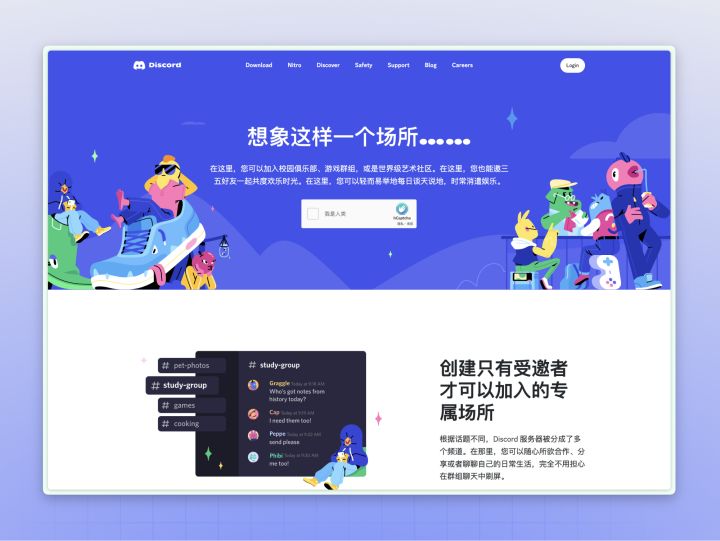 Discord
Download Nitro Discover Safety Support Blog Careers
Login
想象这样一个场所……
在这里，您可以加入校园俱乐部、游戏群组，或是世界级艺术社区。在这里，您也能邀三
五好友一起共度欢乐时光。在这里，您可以轻而易举地每日谈天说地，时常消遣娱乐。
我是人类
hCaptcha
# pet-photos
# study-group
# games
# cooking
# study-group
Graggle Today at 9:18 AM
Who's got notes from
history today?
Cap Today at 9:19 AM
I need them too!
Peppe Today at 9:22 AM
send please
Phibi Today at 9:33 AM
me too!
创建只有受邀者
才可以加入的专
属场所
根据话题不同，Discord 服务器被分成了多
个频道。在那里，您可以随心所欲合作、分
享或者聊聊自己的日常生活，完全不用担心
在群组聊天中刷屏。